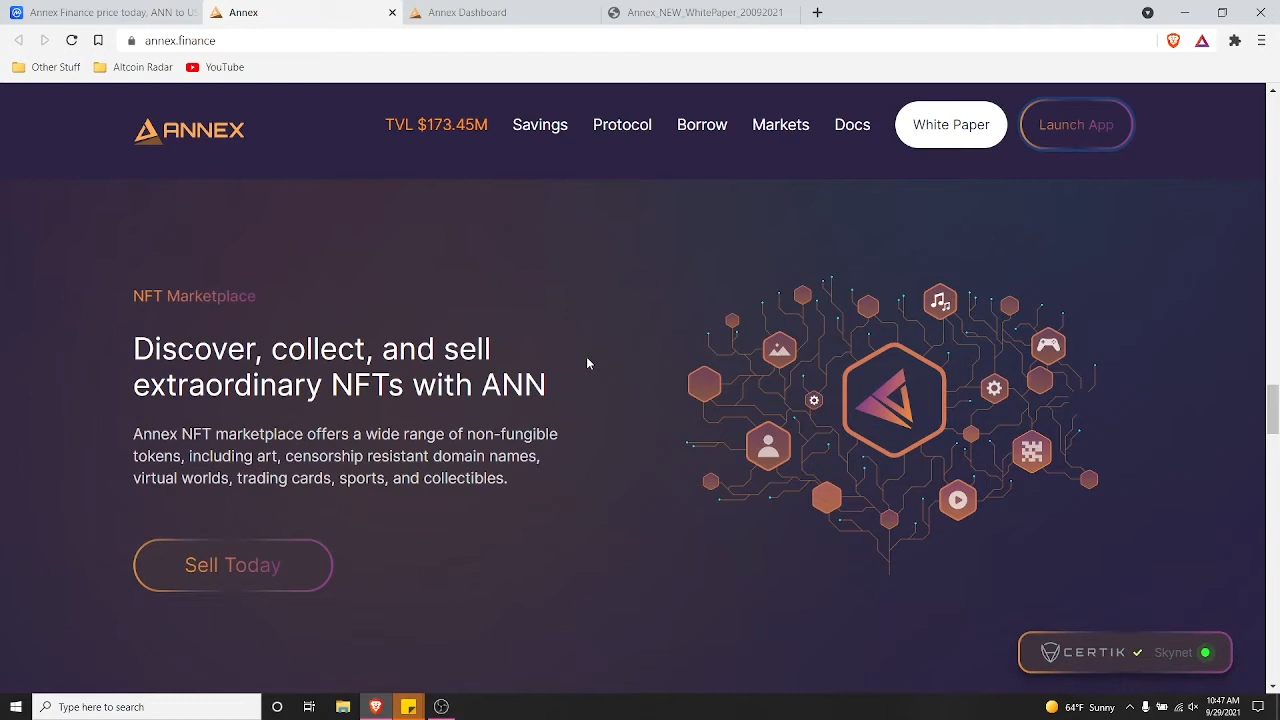 Annex Finance price today, ANN to US
Annex
Annex Dashboard
Annex_NEW_WhitePaper_20092021
annex.finance
Other Stuff
Altcoin Radar
YouTube
ANNEX
TVL $173.45M
Savings
Protocol
Borrow
Markets
Docs
White Paper
Launch App
NFT Marketplace
Discover, collect, and sell
extraordinary NFTs with ANN
Annex NFT marketplace offers a wide range of non-fungible
tokens, including art, censorship resistant domain names,
virtual worlds, trading cards, sports, and collectibles.
Sell Today
CERTIK
Skynet
Type here to search
64°F Sunny
10:47 AM
9/29/2021